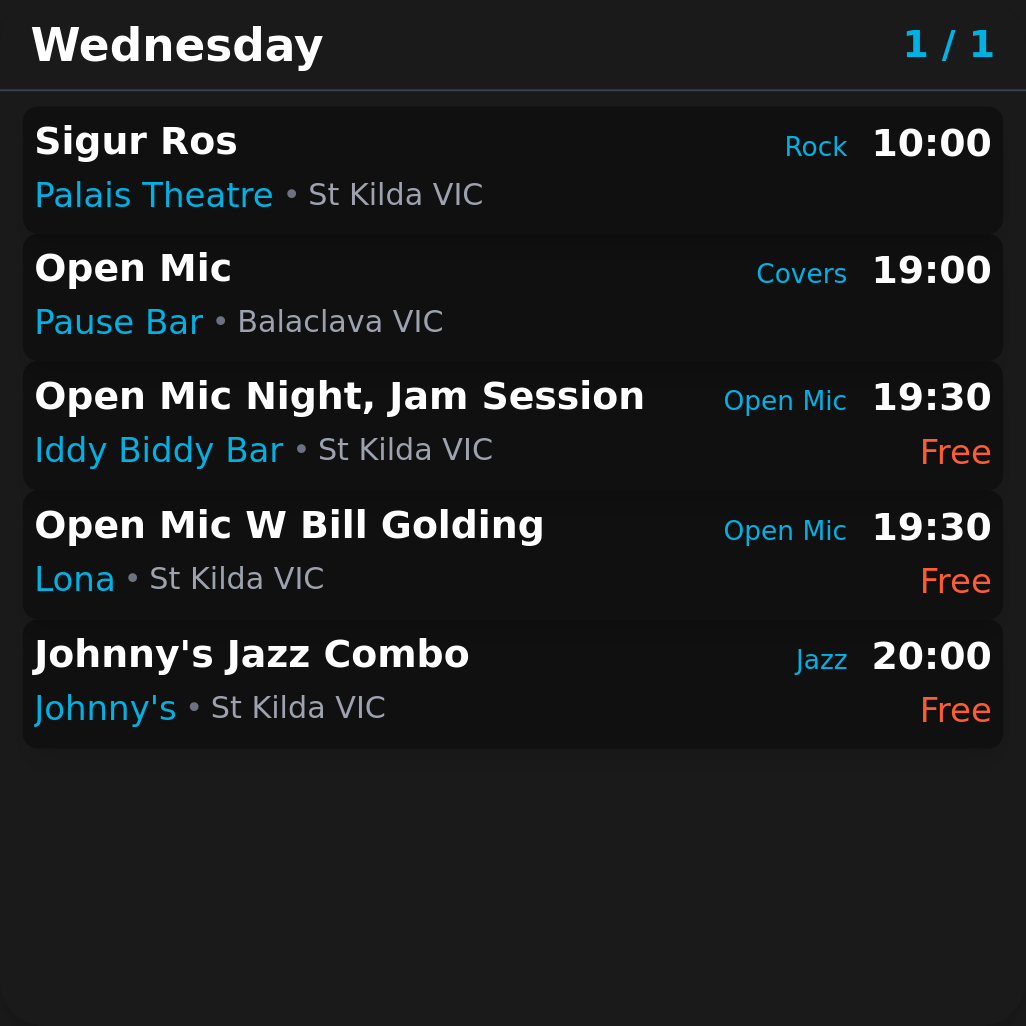 Wednesday 1 / 1
Sigur Ros Rock 10:00
Palais Theatre • St Kilda VIC
Open Mic Covers 19:00
Pause Bar • Balaclava VIC
Open Mic Night, Jam Session Open Mic 19:30
Iddy Biddy Bar • St Kilda VIC Free
Open Mic W Bill Golding Open Mic 19:30
Lona • St Kilda VIC Free
Johnny's Jazz Combo Jazz 20:00
Johnny's • St Kilda VIC Free